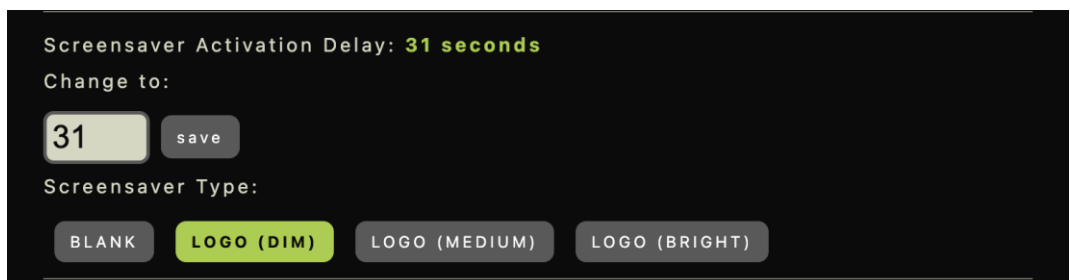 Screensaver Activation Delay: 31 seconds
Change to:
31 save
Screensaver Type:
BLANK LOGO (DIM) LOGO (MEDIUM) LOGO (BRIGHT)